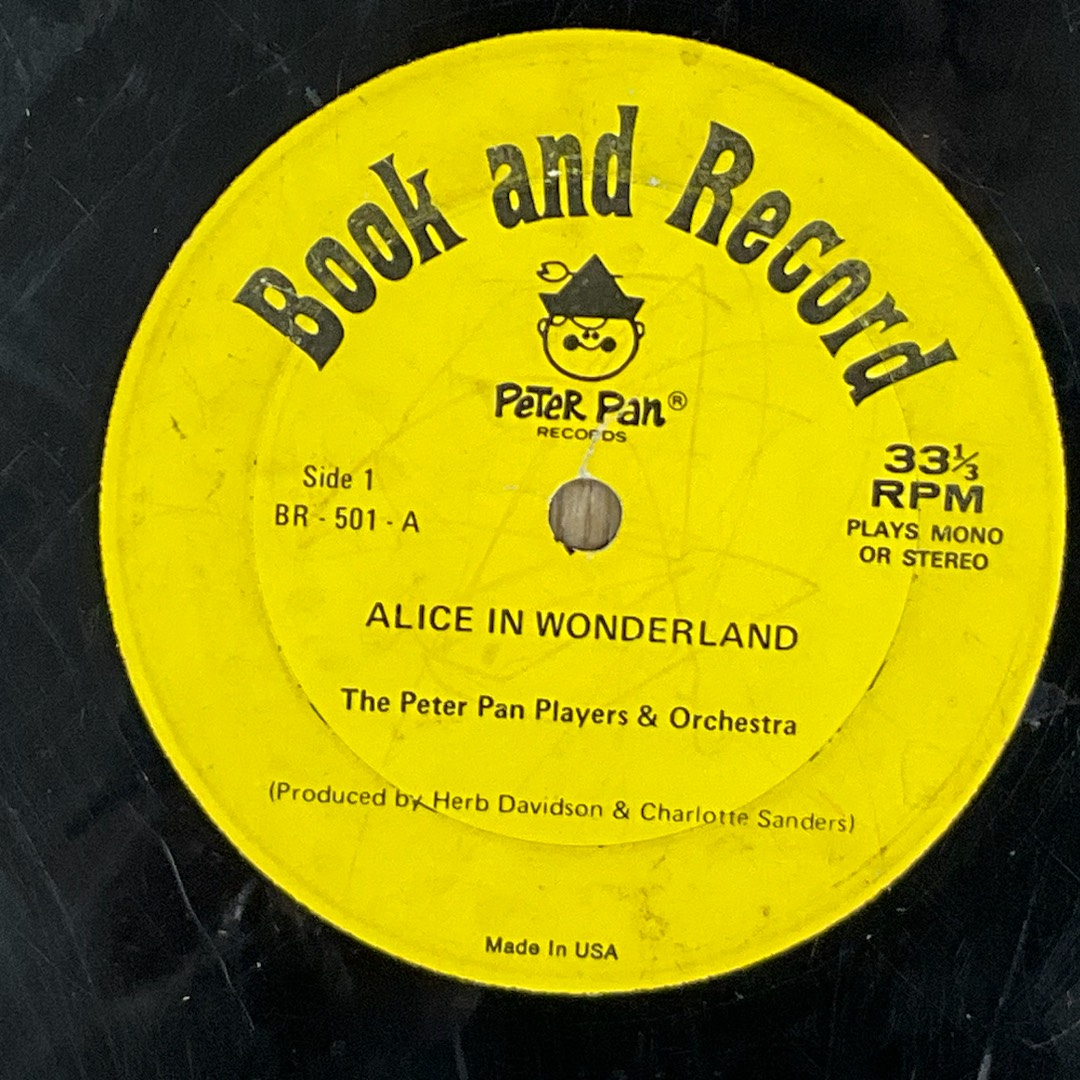 Book and Record
PETER PAN®
RECORDS
Side 1
BR - 501 - A
33⅓
RPM
PLAYS MONO
OR STEREO
ALICE IN WONDERLAND
The Peter Pan Players & Orchestra
(Produced by Herb Davidson & Charlotte Sanders)
Made In USA